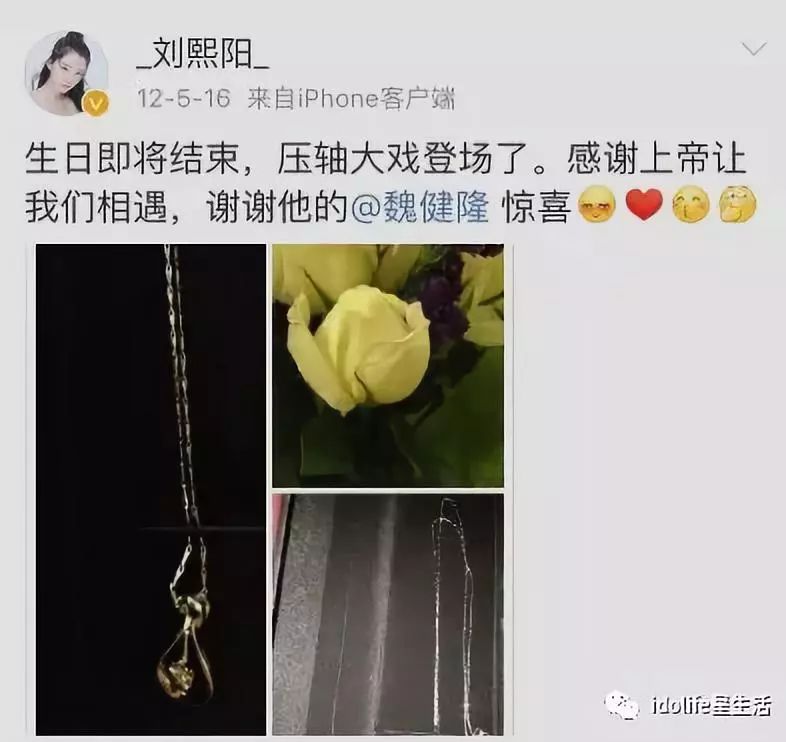 _刘熙阳_
12-5-16 来自iPhone客户端
生日即将结束，压轴大戏登场了。感谢上帝让
我们相遇，谢谢他的@魏健隆 惊喜
idolife星生活